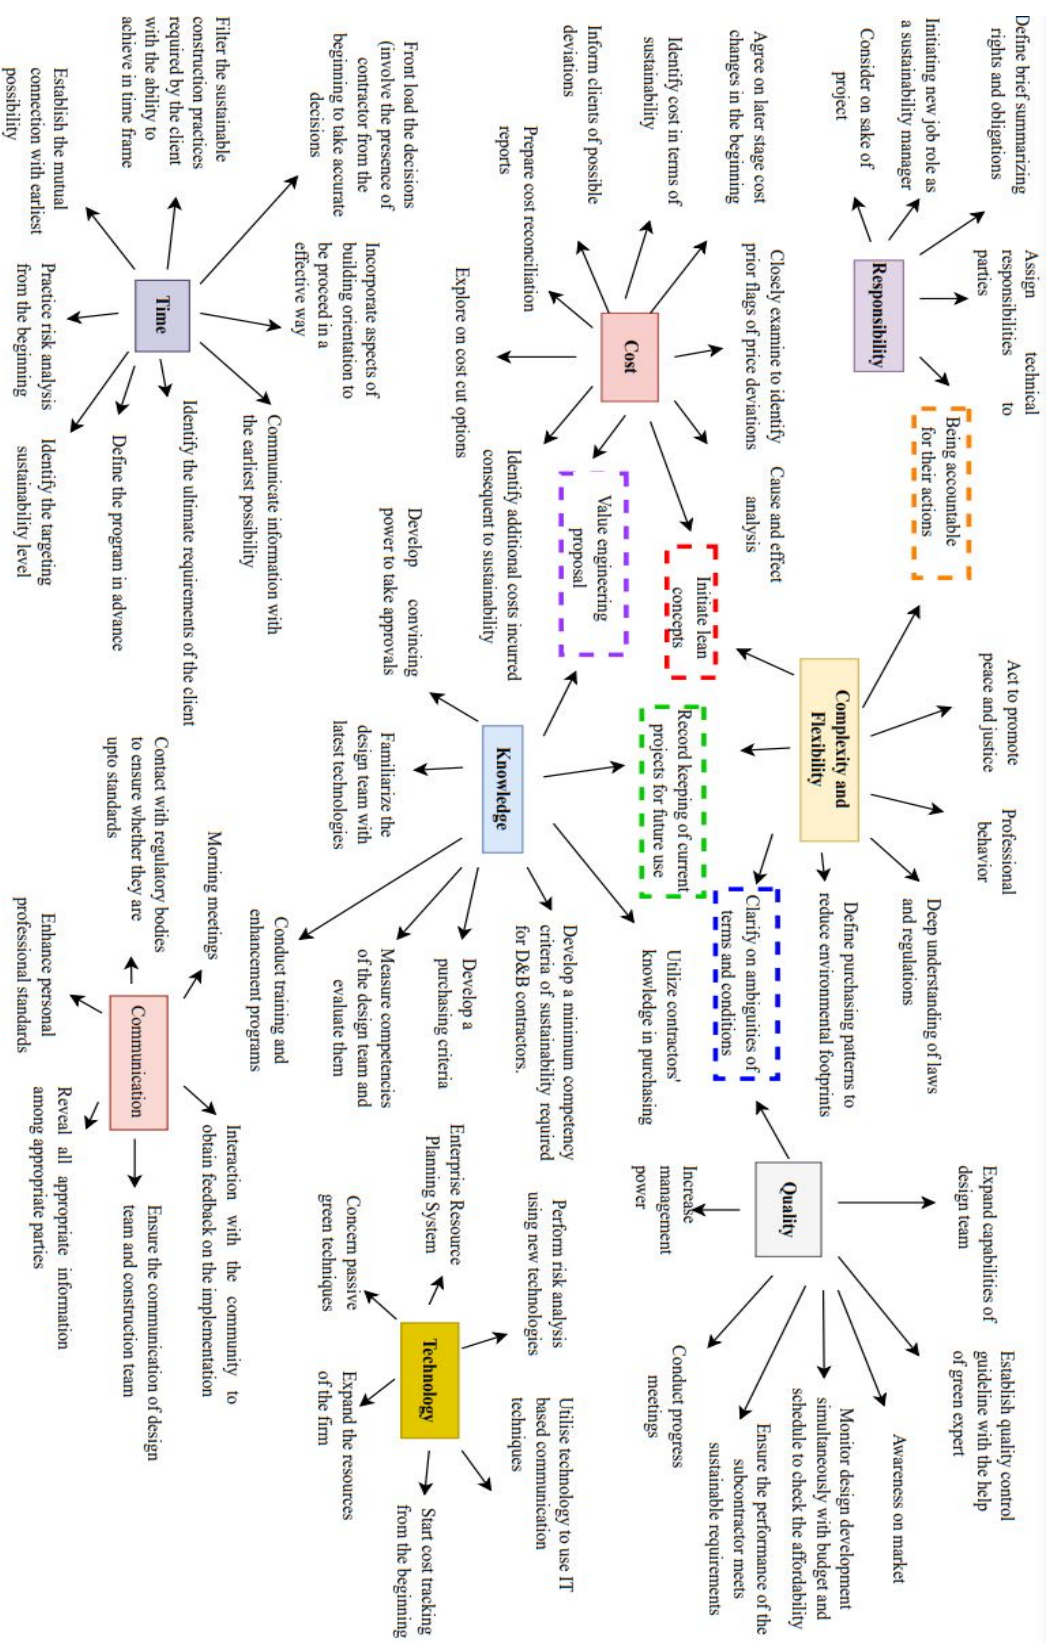 Define brief summarizing
rights and obligations
Initiating new job role as
a sustainability manager
Consider on sake of
project
Assign technical
responsibilities to
parties
Responsibility
Being accountable
for their actions
Agree on later stage cost
changes in the beginning
Identify cost in terms of
sustainability
Inform clients of possible
deviations
Prepare cost reconciliation
reports
Explore on cost cut options
Closely examine to identify
prior flags of price deviations
Cause and effect
analysis
Cost
Identify additional costs incurred
consequent to sustainability
Value engineering
proposal
Initiate lean
concepts
Front load the decisions
(involve the presence of
contractor from the
beginning to take accurate
decisions
Filter the sustainable
construction practices
required by the client
with the ability to
achieve in time frame
Establish the mutual
connection with earliest
possibility
Incorporate aspects of
building orientation to
be proceed in a
effective way
Time
Practice risk analysis
from the beginning
Communicate information with
the earliest possibility
Identify the ultimate requirements of the client
Define the program in advance
Identify the targeting
sustainability level
Act to promote
peace and justice
Professional
behavior
Complexity and
Flexibility
Deep understanding of laws
and regulations
Define purchasing patterns to
reduce environmental footprints
Clarify on ambiguities of
terms and conditions
Record keeping of current
projects for future use
Develop convincing
power to take approvals
Knowledge
Familiarize the
design team with
latest technologies
Utilize contractors'
knowledge in purchasing
Develop a minimum competency
criteria of sustainability required
for D&B contractors.
Develop a
purchasing criteria
Measure competencies
of the design team and
evaluate them
Conduct training and
enhancement programs
Morning meetings
Contact with regulatory bodies
to ensure whether they are
upto standards
Enhance personal
professional standards
Communication
Interaction with the community to
obtain feedback on the implementation
Ensure the communication of design
team and construction team
Reveal all appropriate information
among appropriate parties
Expand capabilities of
design team
Establish quality control
guideline with the help
of green expert
Quality
Increase
management
power
Awareness on market
Monitor design development
simultaneously with budget and
schedule to check the affordability
Ensure the performance of the
subcontractor meets
sustainable requirements
Conduct progress
meetings
Perform risk analysis
using new technologies
Enterprise Resource
Planning System
Concern passive
green techniques
Technology
Utilise technology to use IT
based communication
techniques
Expand the resources
of the firm
Start cost tracking
from the beginning